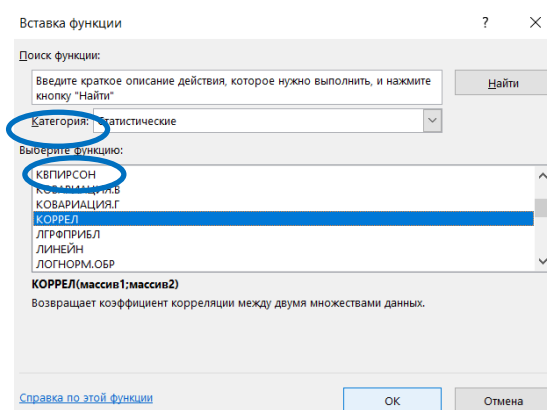 Вставка функции
Поиск функции:
Введите краткое описание действия, которое нужно выполнить, и нажмите
кнопку "Найти"
Найти
Категория: Статистические
Выберите функцию:
КВПИРСОН
КОВАРИАЦИЯ.В
КОВАРИАЦИЯ.Г
КОРРЕЛ
ЛГРФПРИБЛ
ЛИНЕЙН
ЛОГНОРМ.ОБР
КОРРЕЛ(массив1;массив2)
Возвращает коэффициент корреляции между двумя множествами данных.
Справка по этой функции
ОК
Отмена